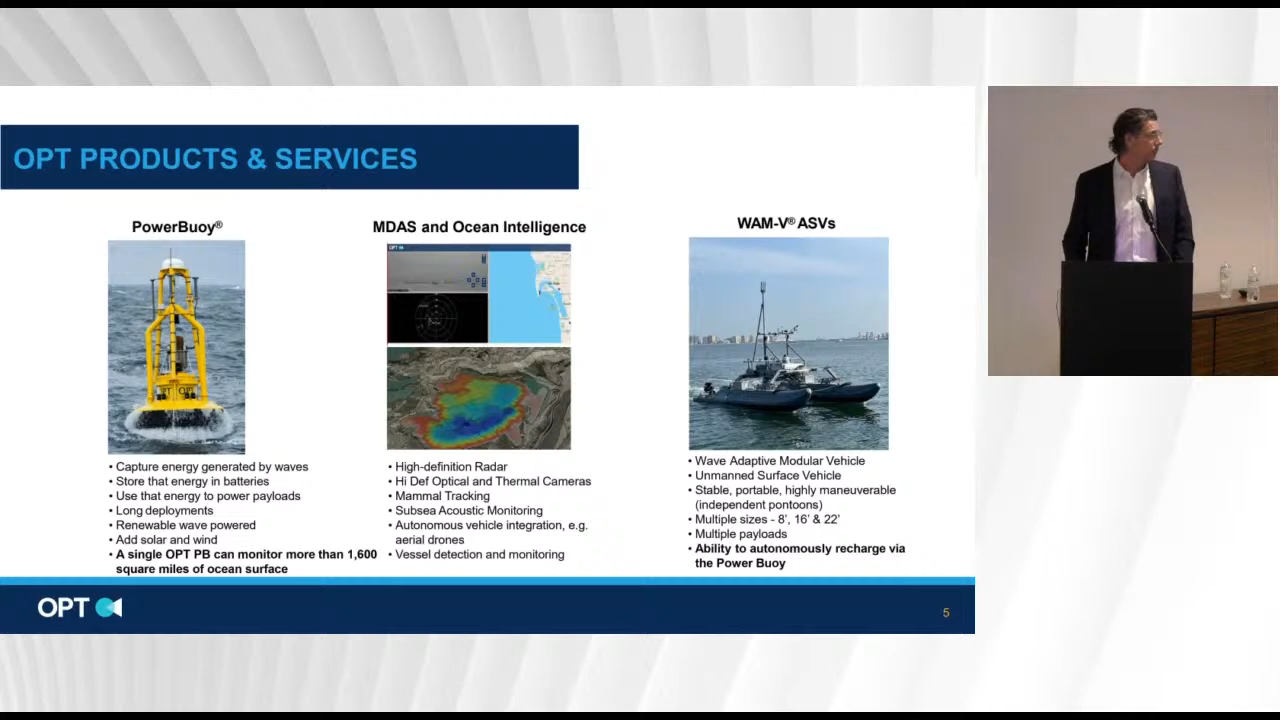 OPT PRODUCTS & SERVICES
PowerBuoy®
• Capture energy generated by waves
• Store that energy in batteries
• Use that energy to power payloads
• Long deployments
• Renewable wave powered
• Add solar and wind
• A single OPT PB can monitor more than 1,600
square miles of ocean surface
MDAS and Ocean Intelligence
• High-definition Radar
• Hi Def Optical and Thermal Cameras
• Mammal Tracking
• Subsea Acoustic Monitoring
• Autonomous vehicle integration, e.g.
aerial drones
• Vessel detection and monitoring
WAM-V® ASVs
• Wave Adaptive Modular Vehicle
• Unmanned Surface Vehicle
• Stable, portable, highly maneuverable
(independent pontoons)
• Multiple sizes - 8’, 16’ & 22’
• Multiple payloads
• Ability to autonomously recharge via
the Power Buoy
OPT
5